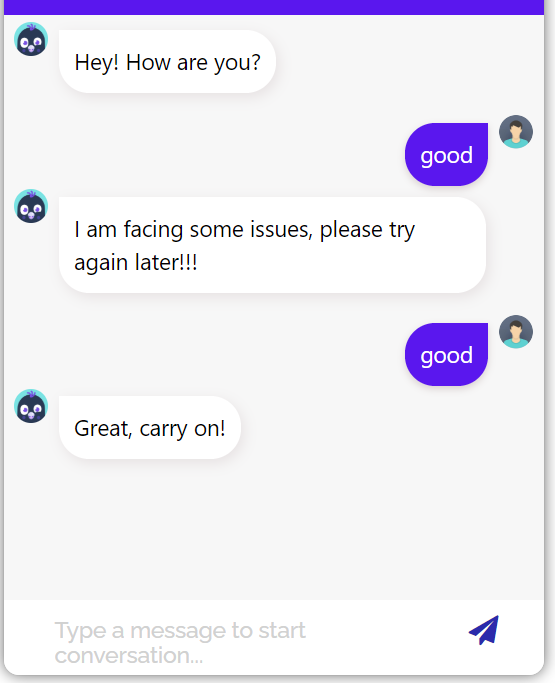 Hey! How are you?
good
I am facing some issues, please try
again later!!!
good
Great, carry on!
Type a message to start
conversation...